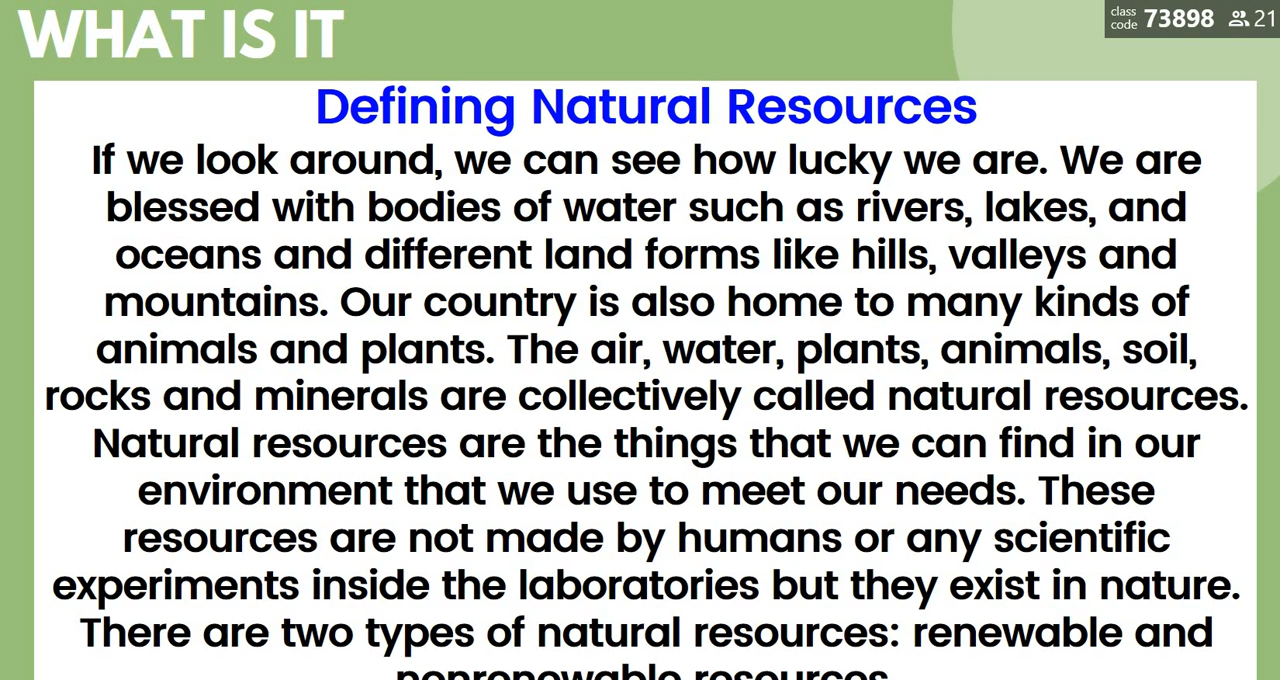 WHAT IS IT
class
code 73898 21
Defining Natural Resources
If we look around, we can see how lucky we are. We are
blessed with bodies of water such as rivers, lakes, and
oceans and different land forms like hills, valleys and
mountains. Our country is also home to many kinds of
animals and plants. The air, water, plants, animals, soil,
rocks and minerals are collectively called natural resources.
Natural resources are the things that we can find in our
environment that we use to meet our needs. These
resources are not made by humans or any scientific
experiments inside the laboratories but they exist in nature.
There are two types of natural resources: renewable and
nonrenewable resources